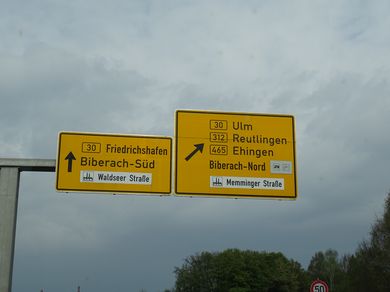 30 Friedrichshafen
Biberach-Süd
Waldseer Straße
30 Ulm
312 Reutlingen
465 Ehingen
Biberach-Nord
Memminger Straße
50